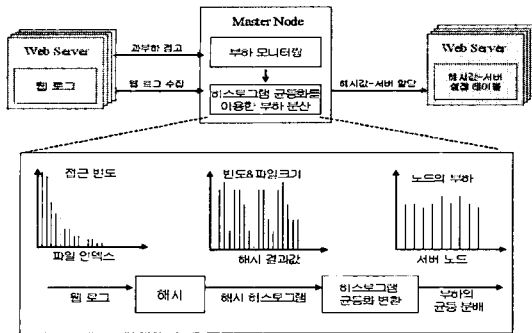 Master Node
Web Server
웹 로그
과부하 경고
웹 로그 수집
부하 모니터링
히스토그램 균등화를
이용한 부하 분산
해시값-서버 할당
Web Server
해시값-서버
설정 테이블
접근 빈도
파일 인덱스
빈도&파일크기
해시 결과값
노드의 부하
서버 노드
웹 로그
해시
해시 히스토그램
히스토그램
균등화 변환
부하의
균등 분배